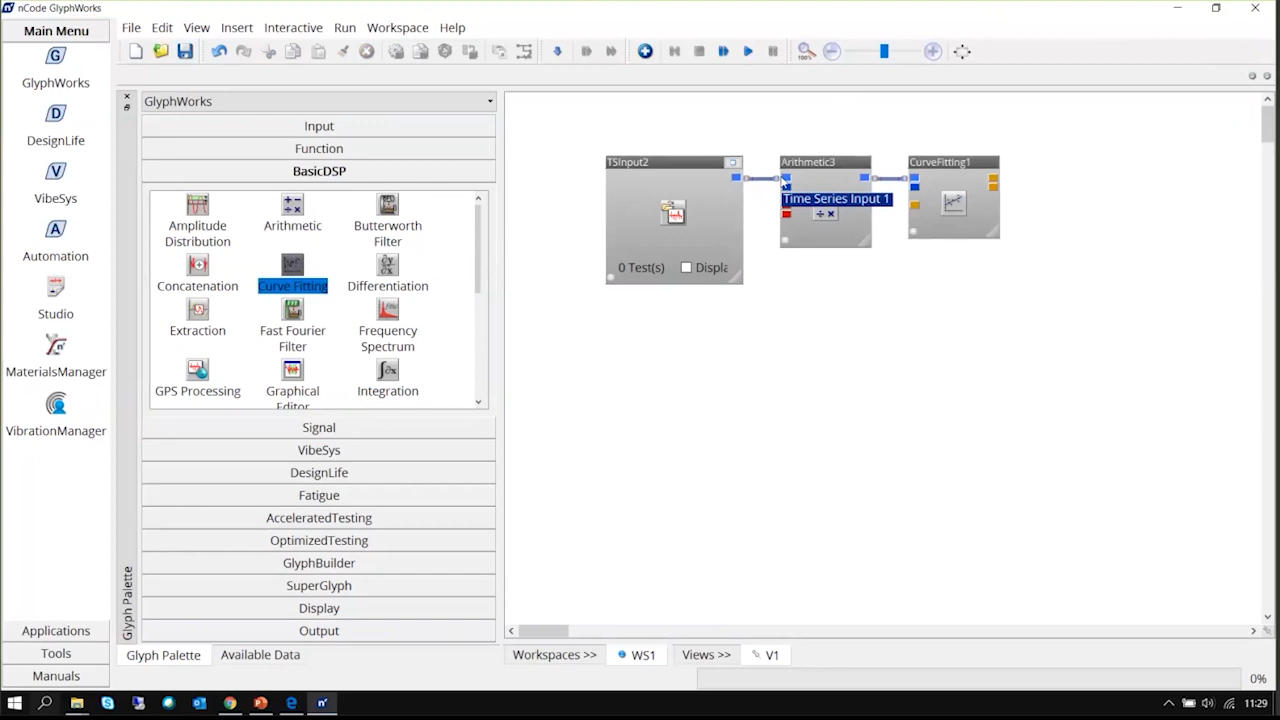 nCode GlyphWorks
Main Menu
File Edit View Insert Interactive Run Workspace Help
100%
GlyphWorks
DesignLife
VibeSys
Automation
Studio
MaterialsManager
VibrationManager
Applications
Tools
Manuals
Glyph Palette
GlyphWorks
Input
Function
BasicDSP
Amplitude Distribution
Arithmetic
Butterworth Filter
Concatenation
Curve Fitting
Differentiation
Extraction
Fast Fourier Filter
Frequency Spectrum
GPS Processing
Graphical Editor
Integration
Signal
VibeSys
DesignLife
Fatigue
AcceleratedTesting
OptimizedTesting
GlyphBuilder
SuperGlyph
Display
Output
Glyph Palette Available Data
TSInput2
0 Test(s) Displa
Arithmetic3
Time Series Input 1
CurveFitting1
Workspaces >> WS1 Views >> V1
0%
11:29